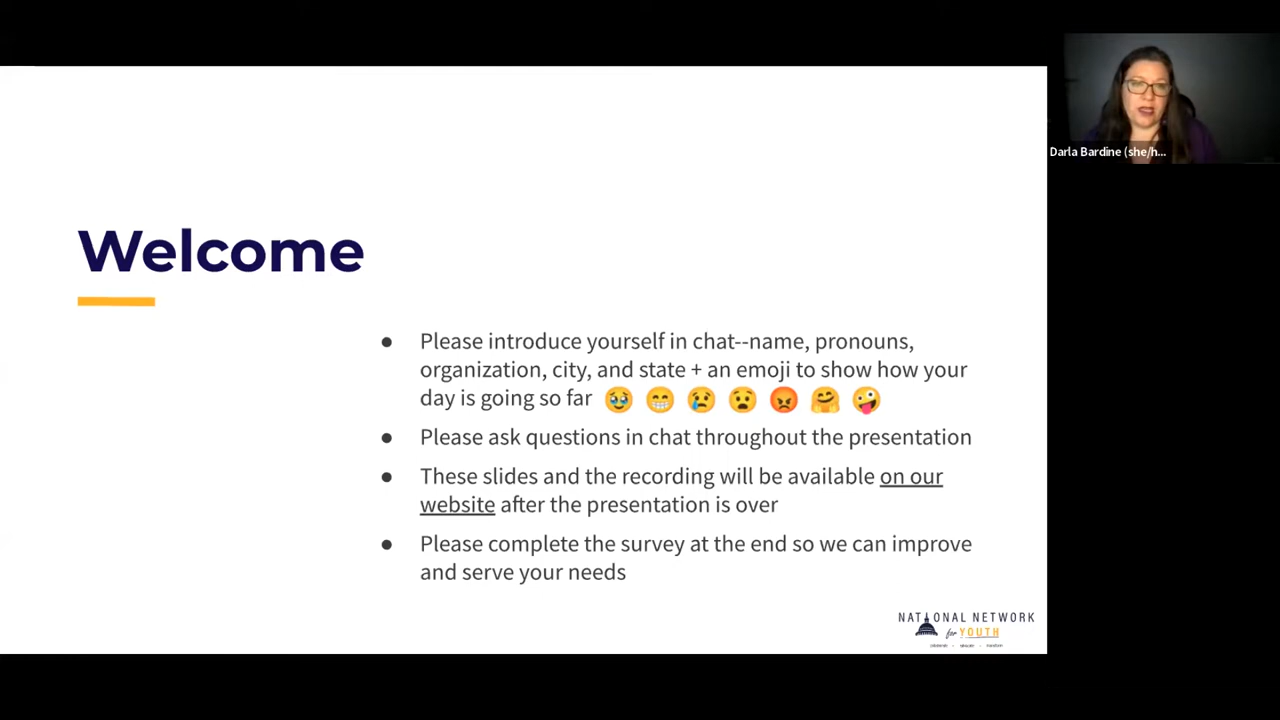 Darla Bardine (she/h...
Welcome
● Please introduce yourself in chat--name, pronouns,
organization, city, and state + an emoji to show how your
day is going so far 🥹 😁 😢 😧 😡 🤗 🤪
● Please ask questions in chat throughout the presentation
● These slides and the recording will be available on our
website after the presentation is over
● Please complete the survey at the end so we can improve
and serve your needs
NATIONAL NETWORK
for YOUTH